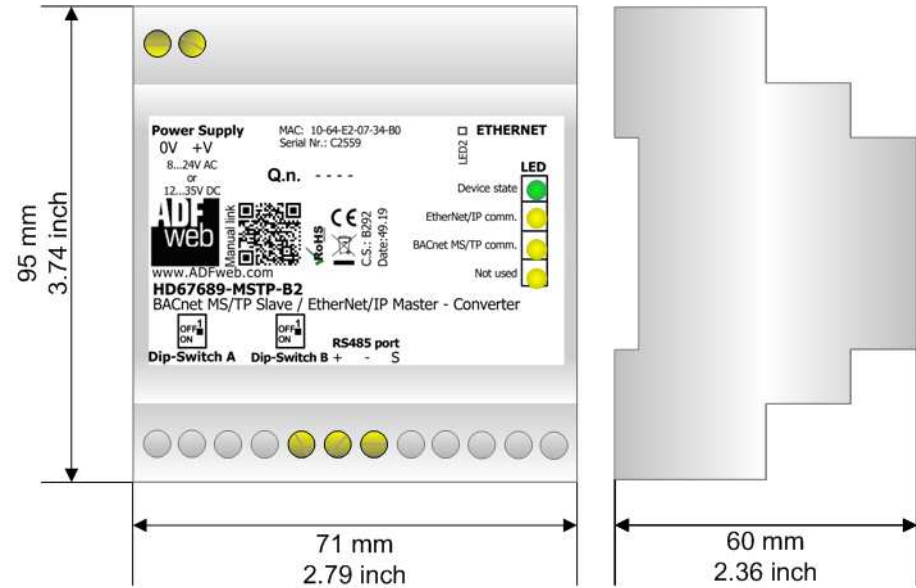 Power Supply
0V +V
8...24V AC
or
12...35V DC
MAC: 10-64-E2-07-34-B0
Serial Nr.: C2559
Q.n. - - - -
ETHERNET
LED2
LED
Device state
EtherNet/IP comm.
BACnet MS/TP comm.
Not used
ADF
web
Manual link
RoHS
CE
C.S.: B292
Date:49.19
www.ADFweb.com
HD67689-MSTP-B2
BACnet MS/TP Slave / EtherNet/IP Master - Converter
OFF 1
ON
OFF 1
ON
RS485 port
Dip-Switch A Dip-Switch B + - S
95 mm
3.74 inch
71 mm
2.79 inch
60 mm
2.36 inch